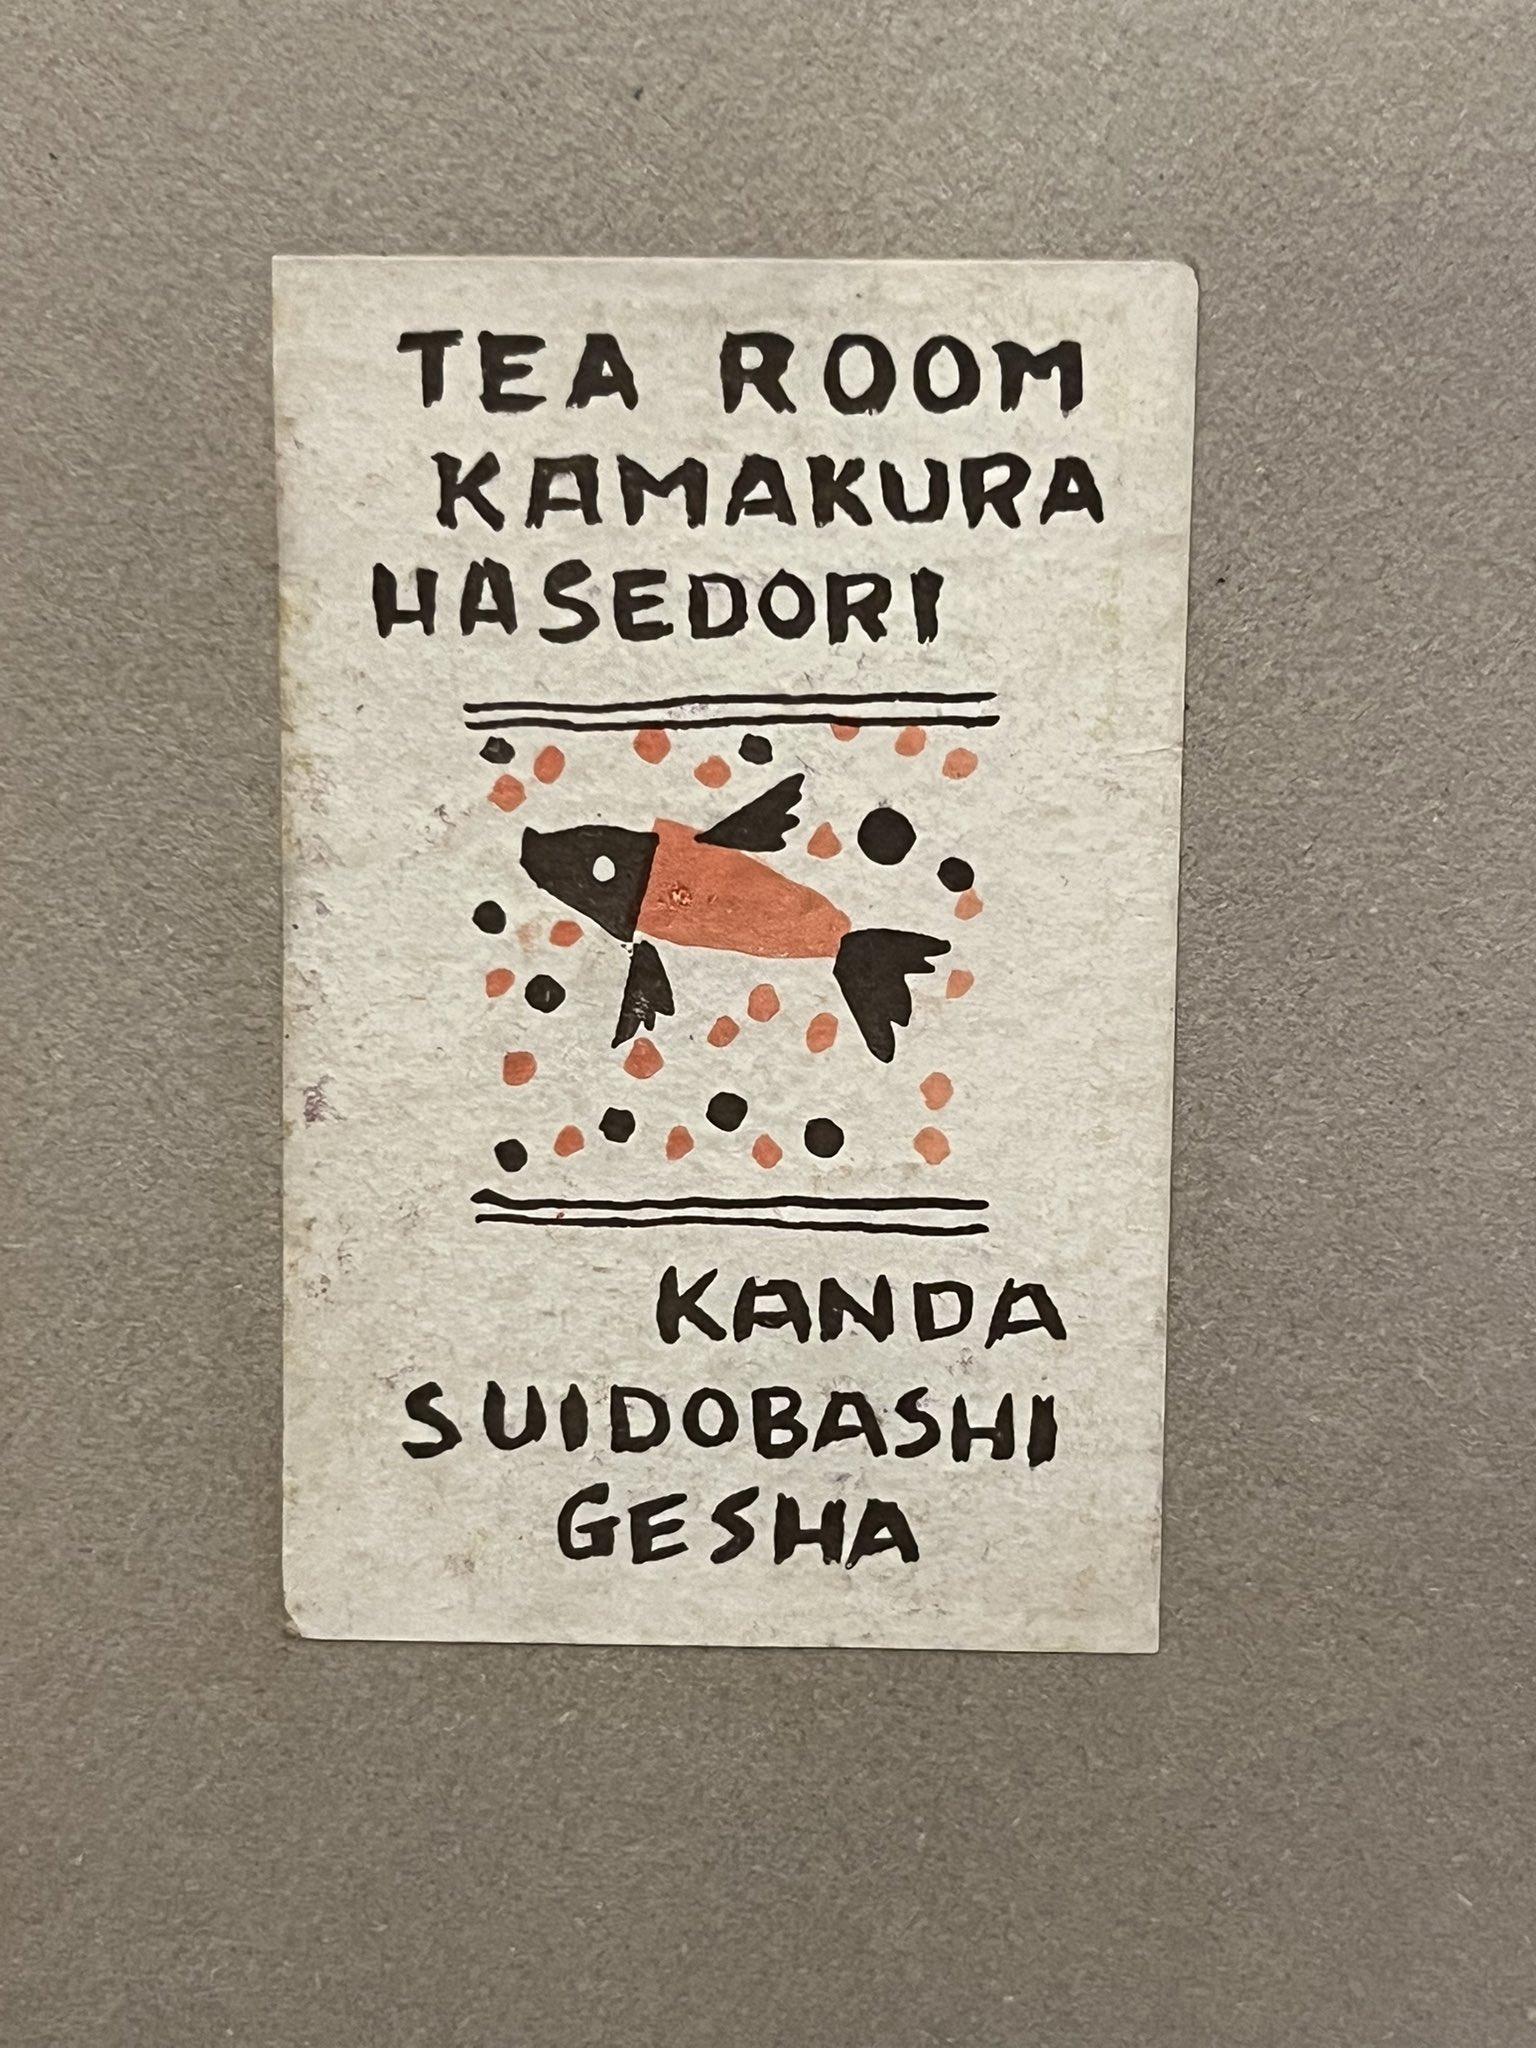 TEA ROOM
KAMAKURA
HASEDORI
KANDA
SUIDOBASHI
GESHA